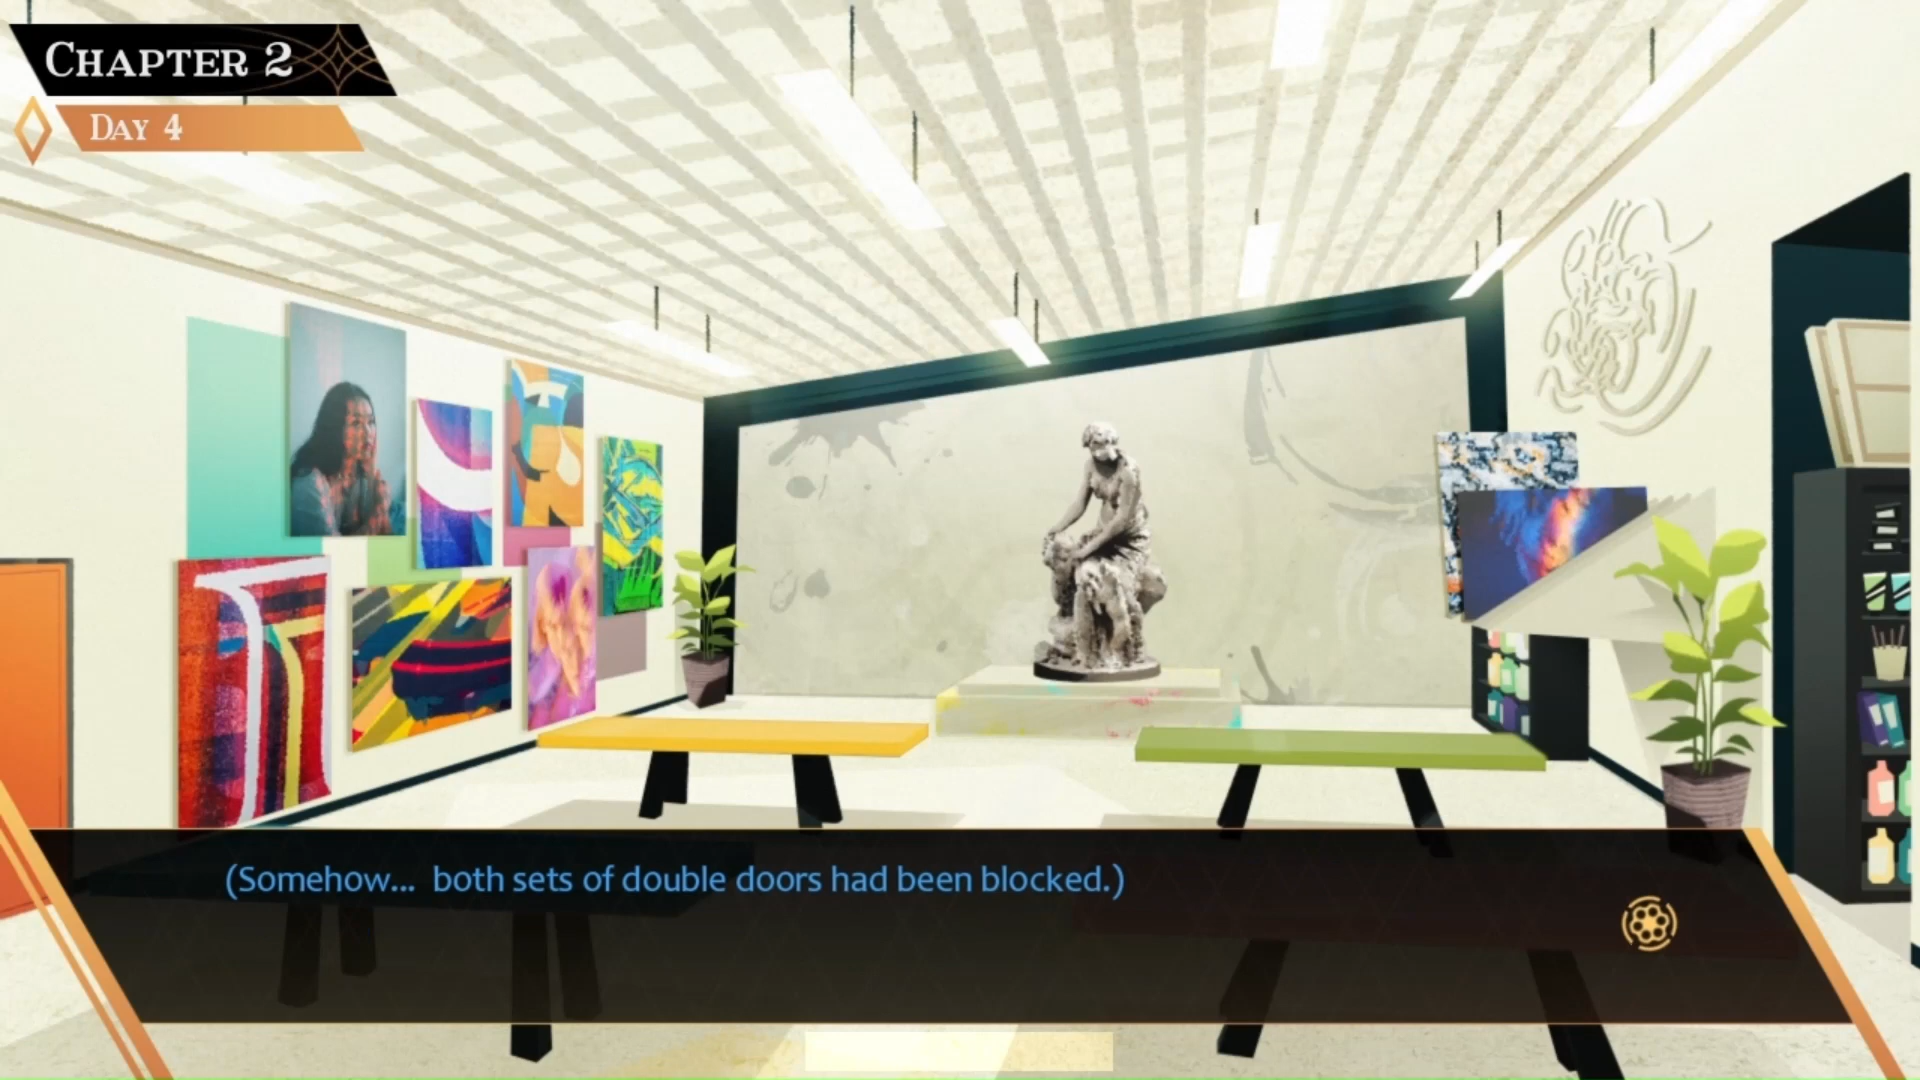 CHAPTER 2
DAY 4
(Somehow... both sets of double doors had been blocked.)